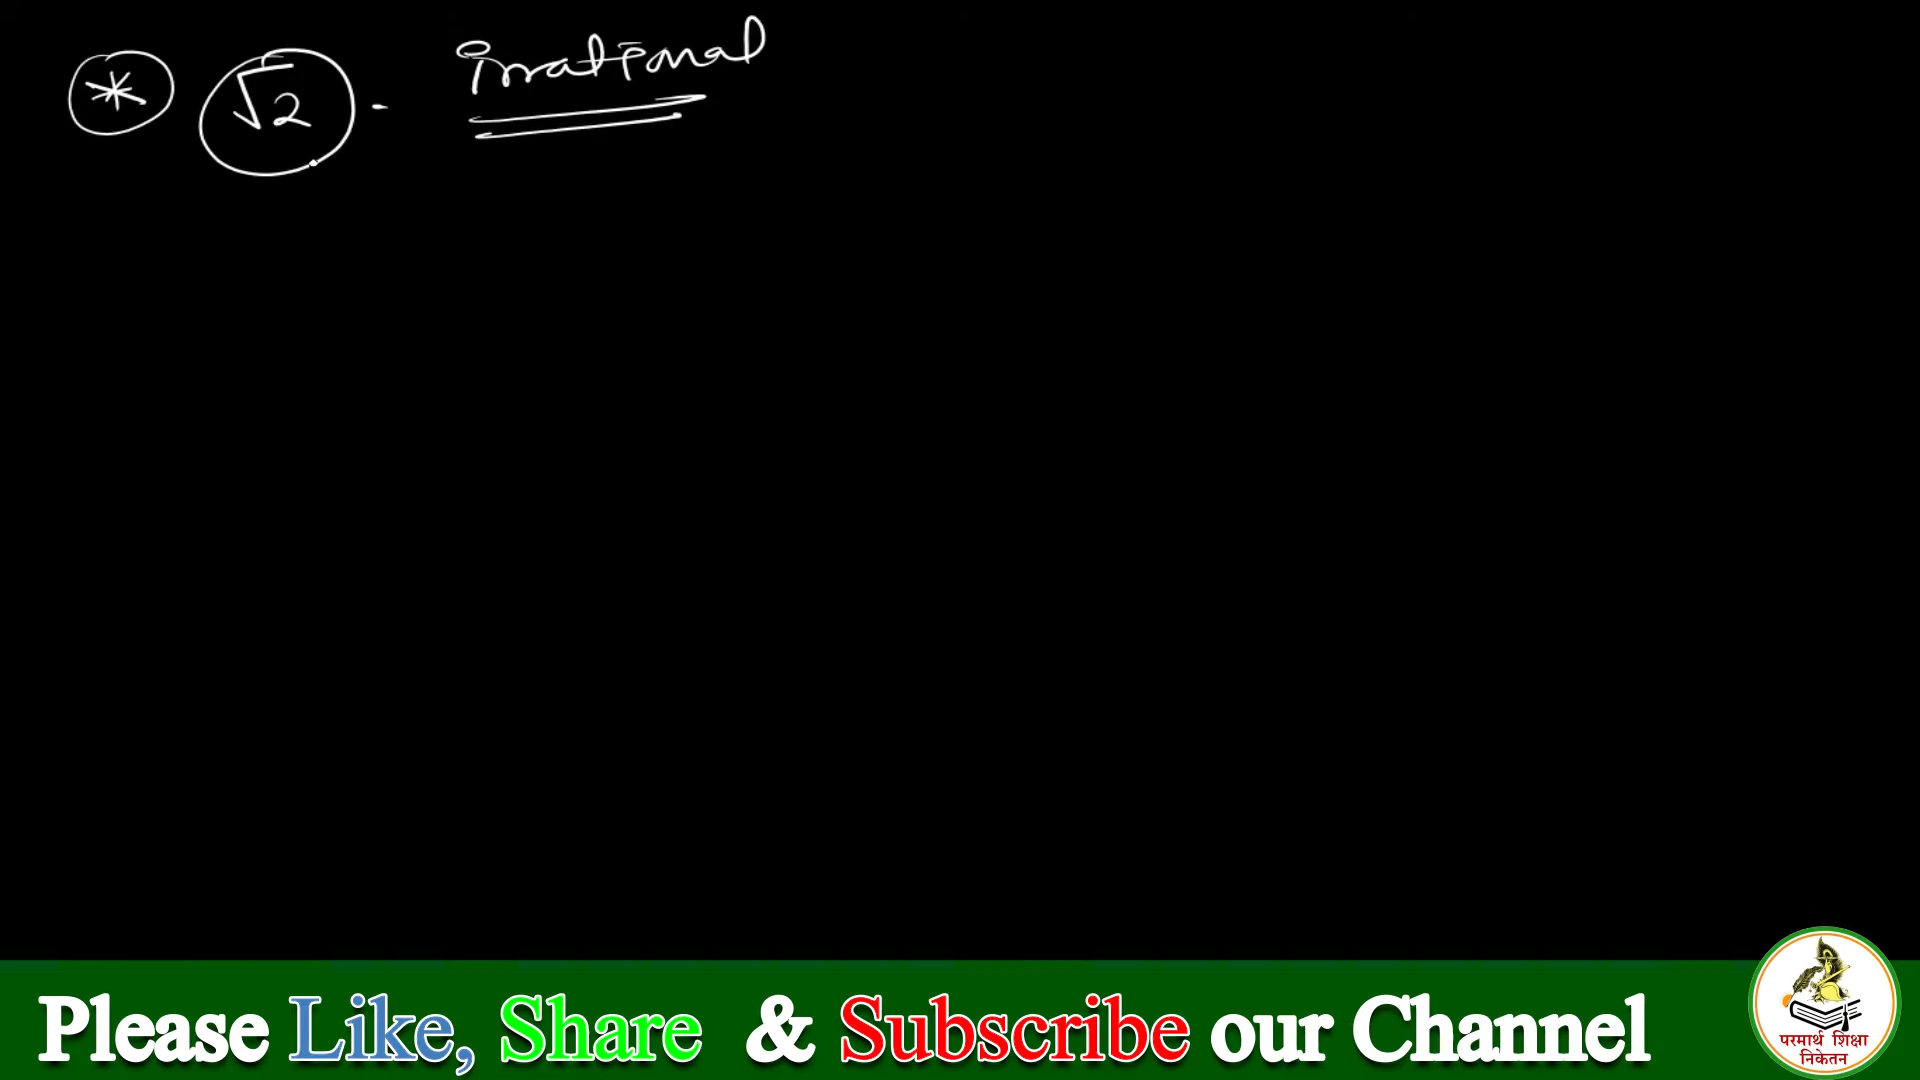 * √2 - irrational
Please Like, Share & Subscribe our Channel
परमार्थ शिक्षा
निकेतन